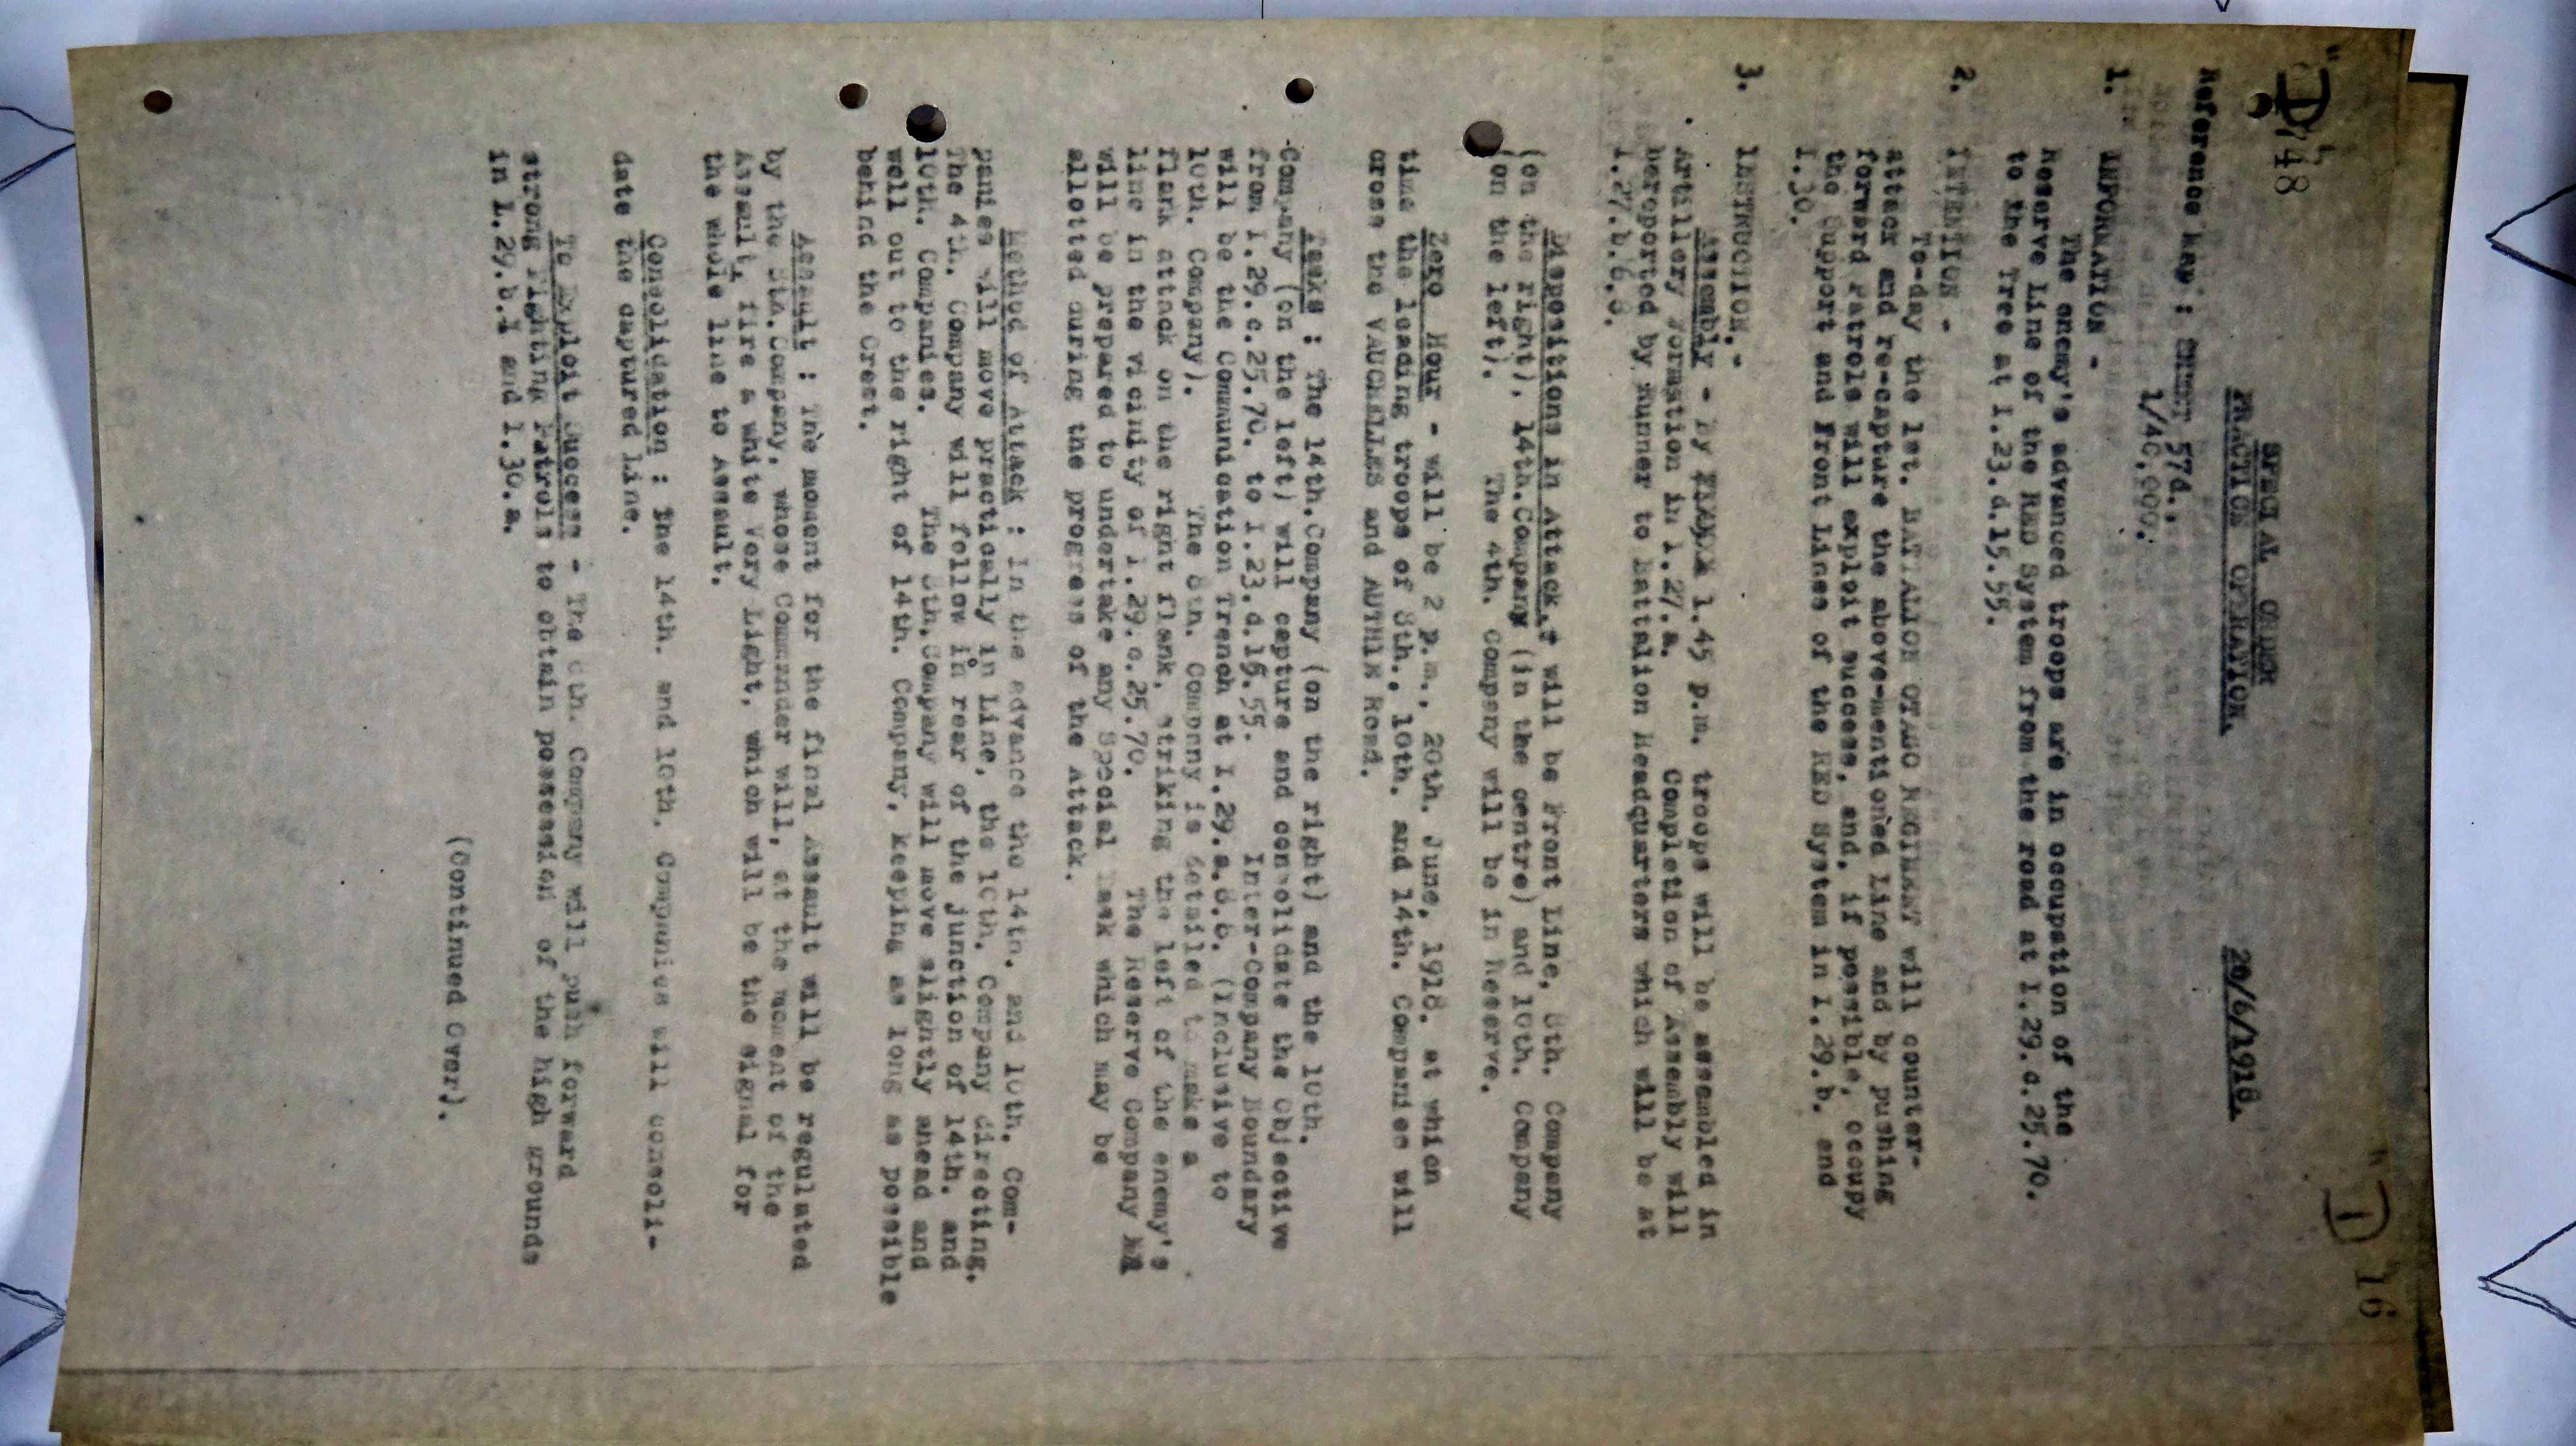 "D" 748
"1" 16
SPECIAL ORDER
PRACTICE OPERATION. 20/6/1918.
Reference Map : SHEET 57d.,
1/40,000.
1. INFORMATION -
The enemy's advanced troops are in occupation of the
Reserve Line of the RED System from the road at I.29.c.25.70.
to the Tree at I.23.d.15.55.
2. INTENTION -
To-day the 1st. BATTALION OTAGO REGIMENT will counter-
attack and re-capture the above-mentioned Line and by pushing
forward Patrols will exploit success, and, if possible, occupy
the Support and Front Lines of the RED System in I.29.b. and
I.30.
3. INSTRUCTION.-
Assembly - By 1.45 p.m. troops will be assembled in
Artillery Formation in I.27.a. Completion of Assembly will
be reported by Runner to Battalion Headquarters which will be at
I.27.b.6.8.
Dispositions in Attack. will be Front Line, 8th. Company
(on the right), 14th.Company (in the centre) and 10th. Company
(on the left). The 4th. Company will be in Reserve.
Zero Hour - will be 2 p.m., 20th. June, 1918. at which
time the leading troops of 8th., 10th. and 14th. Companies will
cross the VAUCHELLES and AUTHIE Road.
Tasks : The 14th.Company (on the right) and the 10th.
Company (on the left) will capture and consolidate the Objective
from I.29.c.25.70. to I.23.d.15.55. Inter-Company Boundary
will be the Communication Trench at I.29.a.8.6. (Inclusive to
10th. Company). The 8th. Company is detailed to make a
flank attack on the right flank, striking the left of the enemy's
line in the vicinity of I.29.c.25.70. The Reserve Company
will be prepared to undertake any Special Task which may be
allotted during the progress of the Attack.
Method of Attack : In the advance the 14th. and 10th. Com-
panies will move practically in Line, the 10th. Company directing.
The 4th. Company will follow in rear of the junction of 14th. and
10th. Companies. The 8th.Company will move slightly ahead and
well out to the right of 14th. Company, keeping as long as possible
behind the Crest.
Assault : The moment for the final Assault will be regulated
by the 8th.Company, whose Commander will, at the moment of the
Assault, fire a white Very Light, which will be the signal for
the whole line to Assault.
Consolidation : The 14th. and 10th. Companies will consoli-
date the captured Line.
To Exploit Success - The 8th. Company will push forward
strong Fighting Patrols to obtain possession of the high grounds
in I.29.b. and I.30.a.
(Continued Over).